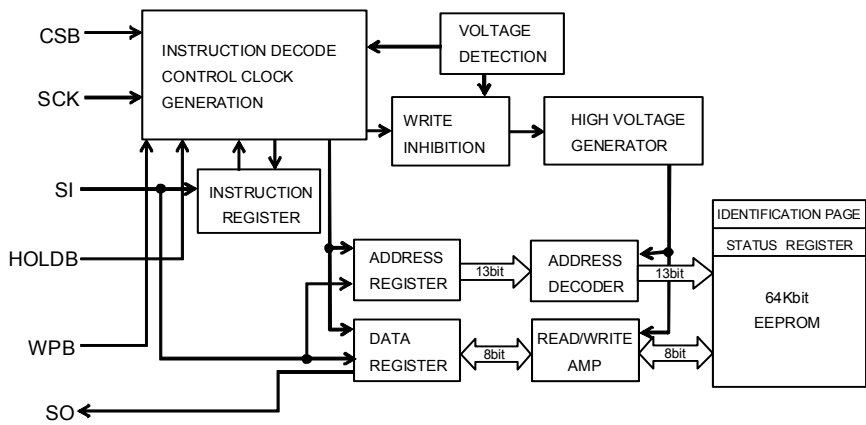 CSB
SCK
SI
HOLDB
WPB
SO
INSTRUCTION DECODE
CONTROL CLOCK
GENERATION
VOLTAGE
DETECTION
WRITE
INHIBITION
HIGH VOLTAGE
GENERATOR
INSTRUCTION
REGISTER
ADDRESS
REGISTER
13bit
ADDRESS
DECODER
13bit
DATA
REGISTER
8bit
READ/WRITE
AMP
8bit
IDENTIFICATION PAGE
STATUS REGISTER
64Kbit
EEPROM